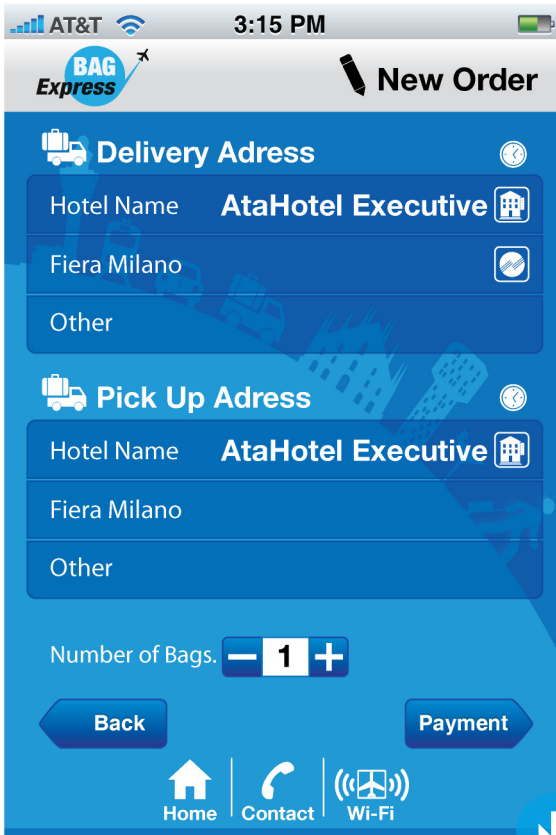 AT&T 3:15 PM
BAG
Express
New Order
Delivery Adress
Hotel Name AtaHotel Executive
Fiera Milano
Other
Pick Up Adress
Hotel Name AtaHotel Executive
Fiera Milano
Other
Number of Bags. 1
Back Payment
Home Contact Wi-Fi